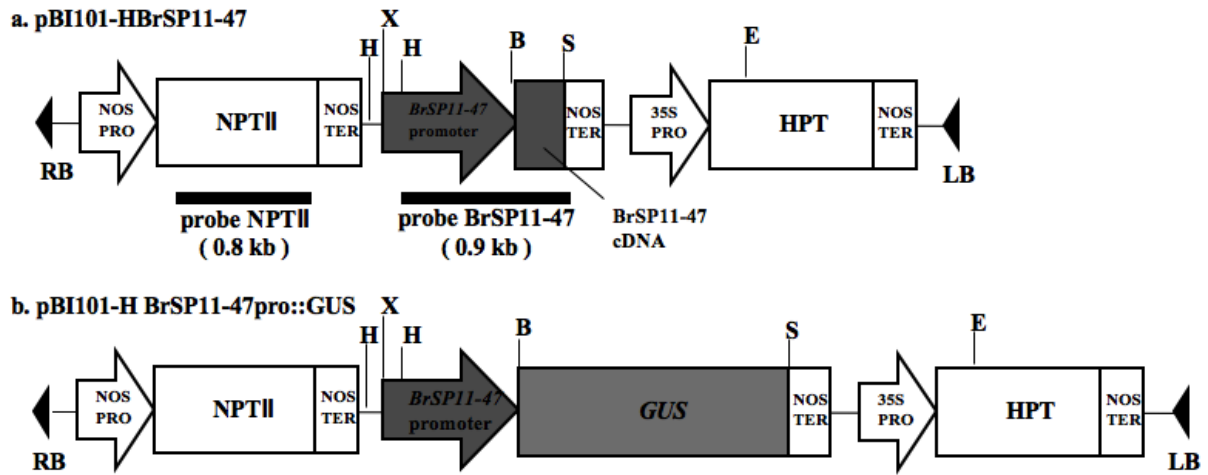 a. pBI101-HBrSP11-47
H
X
H
B
S
E
NOS
PRO
NPTⅡ
NOS
TER
BrSP11-47
promoter
NOS
TER
35S
PRO
HPT
NOS
TER
RB
LB
probe NPTⅡ
( 0.8 kb )
probe BrSP11-47
( 0.9 kb )
BrSP11-47
cDNA
b. pBI101-H BrSP11-47pro::GUS
H
X
H
B
S
E
NOS
PRO
NPTⅡ
NOS
TER
BrSP11-47
promoter
GUS
NOS
TER
35S
PRO
HPT
NOS
TER
RB
LB